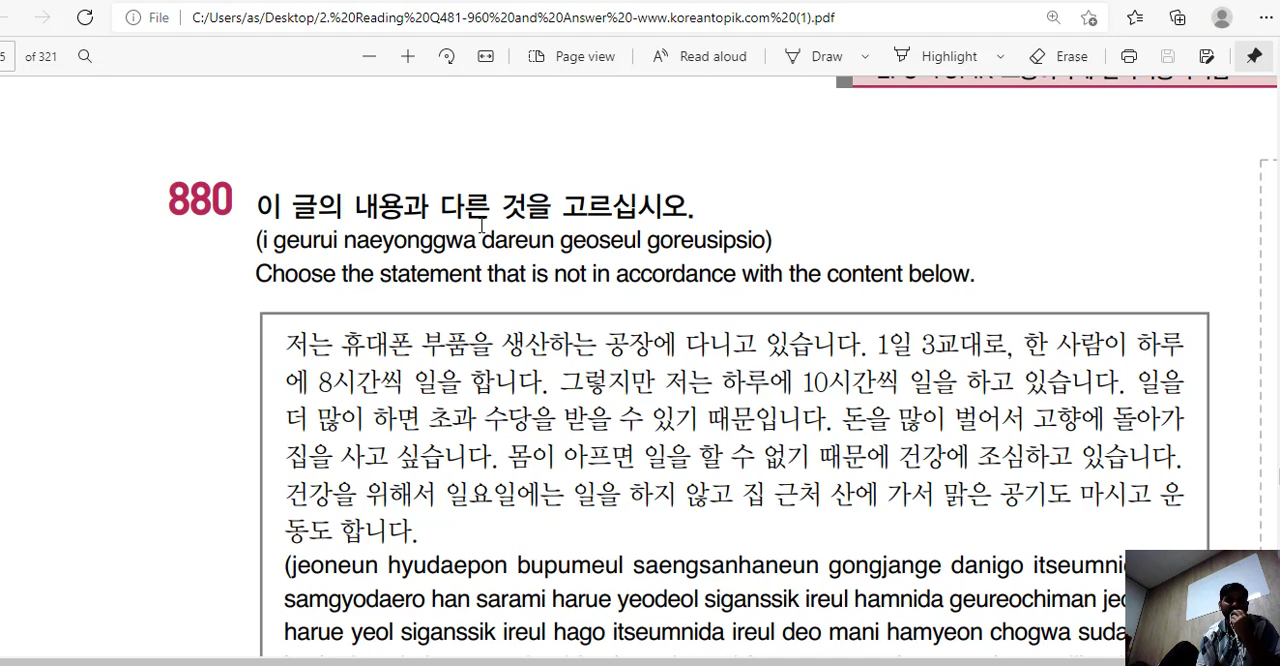 File C:/Users/as/Desktop/2.%20Reading%20Q481-960%20and%20Answer%20-www.koreantopik.com%20(1).pdf
5 of 321 Page view Read aloud Draw Highlight Erase
880 이 글의 내용과 다른 것을 고르십시오.
(i geurui naeyonggwa dareun geoseul goreusipsio)
Choose the statement that is not in accordance with the content below.
저는 휴대폰 부품을 생산하는 공장에 다니고 있습니다. 1일 3교대로, 한 사람이 하루
에 8시간씩 일을 합니다. 그렇지만 저는 하루에 10시간씩 일을 하고 있습니다. 일을
더 많이 하면 초과 수당을 받을 수 있기 때문입니다. 돈을 많이 벌어서 고향에 돌아가
집을 사고 싶습니다. 몸이 아프면 일을 할 수 없기 때문에 건강에 조심하고 있습니다.
건강을 위해서 일요일에는 일을 하지 않고 집 근처 산에 가서 맑은 공기도 마시고 운
동도 합니다.
(jeoneun hyudaepon bupumeul saengsanhaneun gongjange danigo itseumni
samgyodaero han sarami harue yeodeol siganssik ireul hamnida geureochiman jeo
harue yeol siganssik ireul hago itseumnida ireul deo mani hamyeon chogwa suda